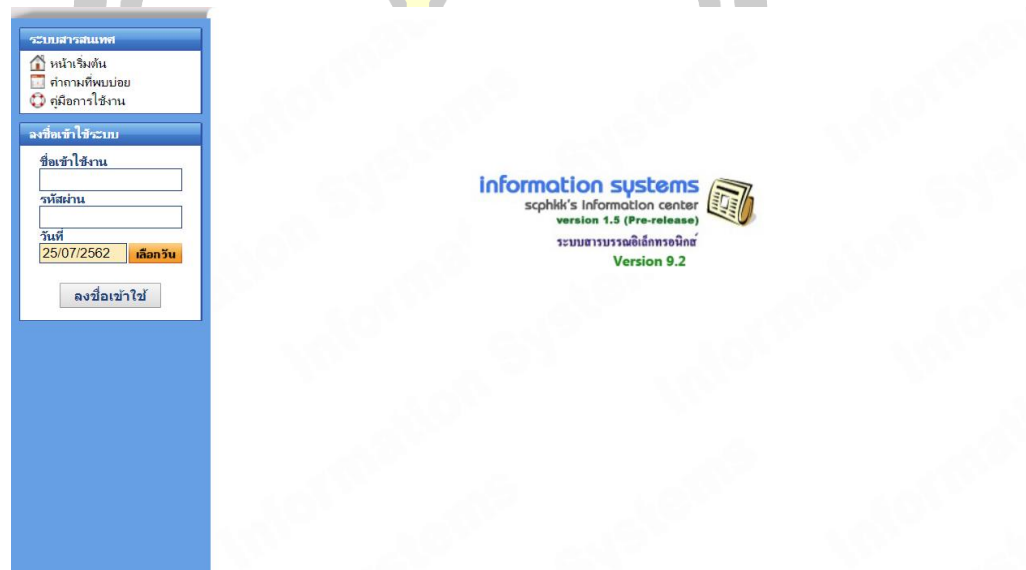 ระบบสารสนเทศ
หน้าเริ่มต้น
คำถามที่พบบ่อย
คู่มือการใช้งาน
ลงชื่อเข้าใช้ระบบ
ชื่อเข้าใช้งาน
รหัสผ่าน
วันที่
25/07/2562 เลือกวัน
ลงชื่อเข้าใช้
information systems
scphkk's information center
version 1.5 (Pre-release)
ระบบสารบรรณอิเล็กทรอนิกส์
Version 9.2
Information Systems